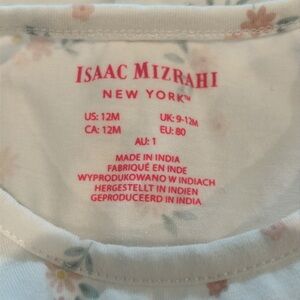 ISAAC MIZRAHI
NEW YORK™
US: 12M UK: 9-12M
CA: 12M EU: 80
AU: 1
MADE IN INDIA
FABRIQUÉ EN INDE
WYPRODUKOWANO W INDIACH
HERGESTELLT IN INDIEN
GEPRODUCEERD IN INDIA